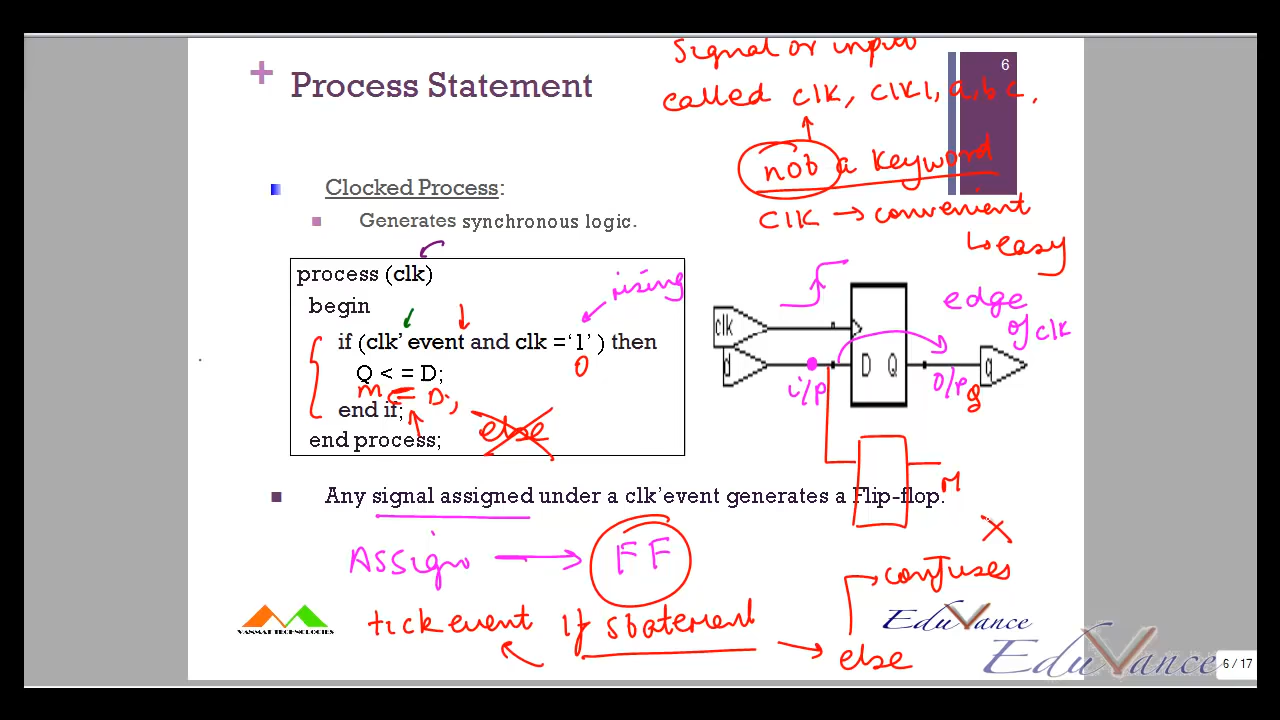 Signal or input
called clk, clk1, a, b c,
6
+ Process Statement
not a keyword
clk → convenient
↳ easy
Clocked Process:
Generates synchronous logic.
process (clk)
begin
rising
if (clk'event and clk ='1' ) then
0
Q < = D;
M <= D;
end if;
else
end process;
edge
of clk
clk
d
D Q
q
i/p
O/P
Q
M
Any signal assigned under a clk'event generates a Flip-flop.
Assign → FF
confuses
tick event If statement → else
VANMAT TECHNOLOGIES
EduVance
EduVance
6 / 17